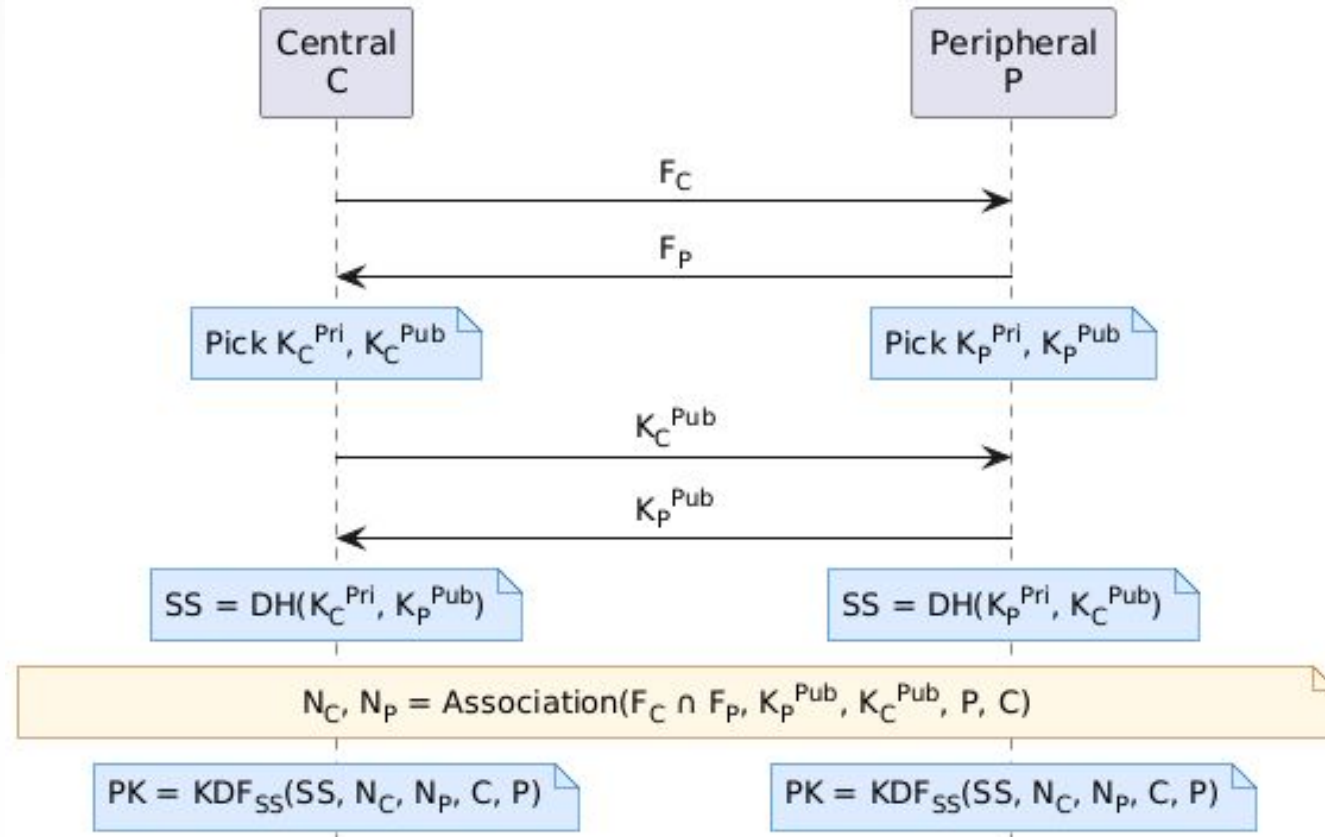 Central
C
Peripheral
P
F_C
F_P
Pick K_C^Pri, K_C^Pub
Pick K_P^Pri, K_P^Pub
K_C^Pub
K_P^Pub
SS = DH(K_C^Pri, K_P^Pub)
SS = DH(K_P^Pri, K_C^Pub)
N_C, N_P = Association(F_C ∩ F_P, K_P^Pub, K_C^Pub, P, C)
PK = KDF_SS(SS, N_C, N_P, C, P)
PK = KDF_SS(SS, N_C, N_P, C, P)